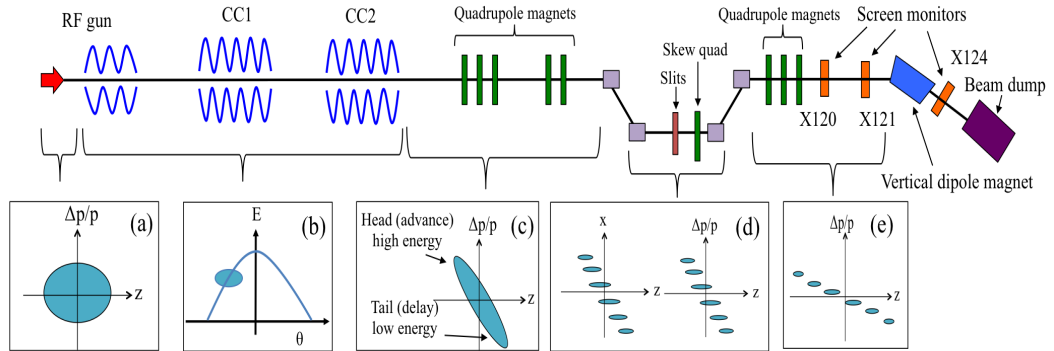 RF gun
CC1
CC2
Quadrupole magnets
Skew quad
Slits
Quadrupole magnets
Screen monitors
X124
Beam dump
X120
X121
Vertical dipole magnet
(a)
Δp/p
z
(b)
E
θ
(c)
Head (advance)
high energy
Δp/p
z
Tail (delay)
low energy
(d)
x
z
Δp/p
z
(e)
Δp/p
z